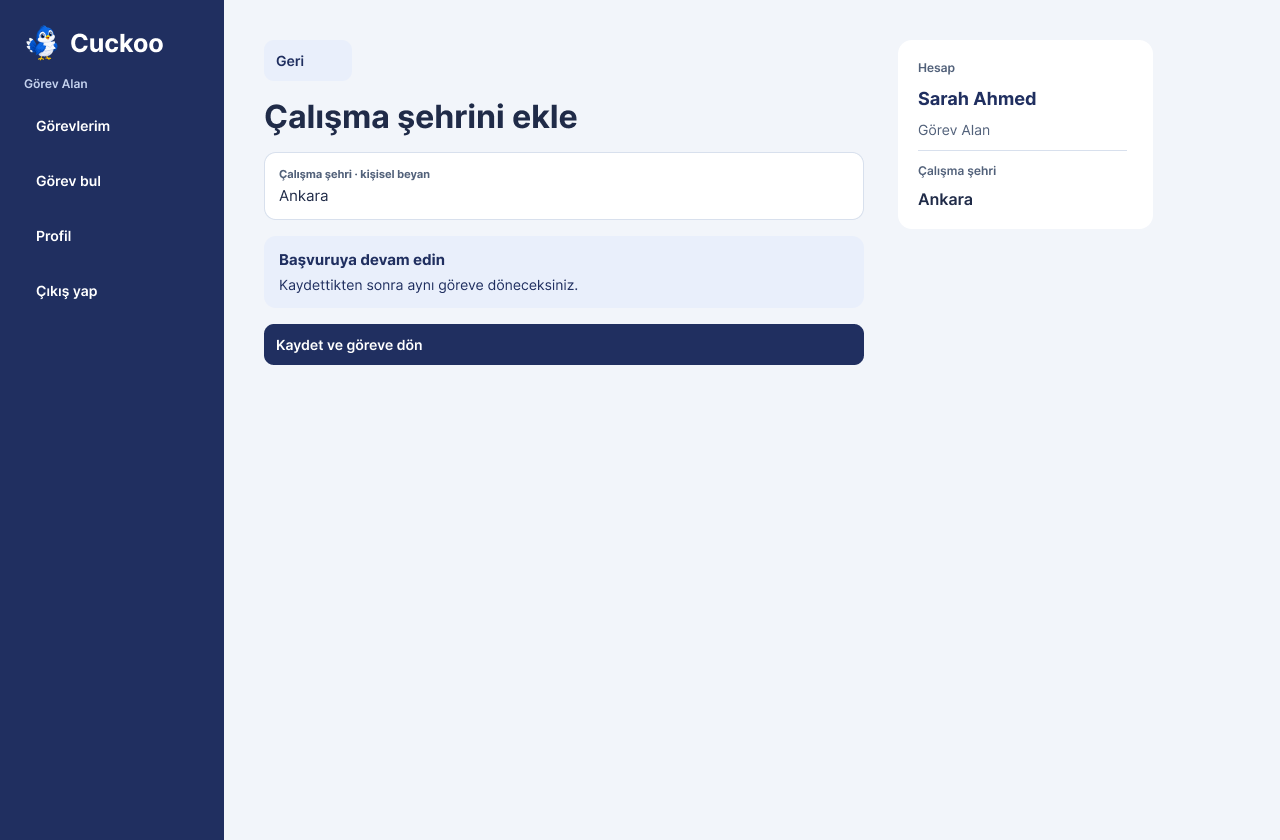 Cuckoo
Görev Alan
Görevlerim
Görev bul
Profil
Çıkış yap
Geri
Çalışma şehrini ekle
Çalışma şehri · kişisel beyan
Ankara
Başvuruya devam edin
Kaydettikten sonra aynı göreve döneceksiniz.
Kaydet ve göreve dön
Hesap
Sarah Ahmed
Görev Alan
Çalışma şehri
Ankara